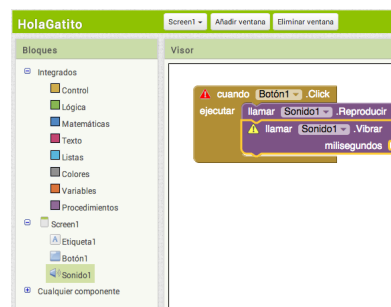 HolaGatito
Screen1 Añadir ventana Eliminar ventana
Bloques
Visor
Integrados
Control
Lógica
Matemáticas
Texto
Listas
Colores
Variables
Procedimientos
Screen1
Etiqueta1
Botón1
Sonido1
Cualquier componente
cuando Botón1 .Click
ejecutar llamar Sonido1 .Reproducir
llamar Sonido1 .Vibrar
milisegundos